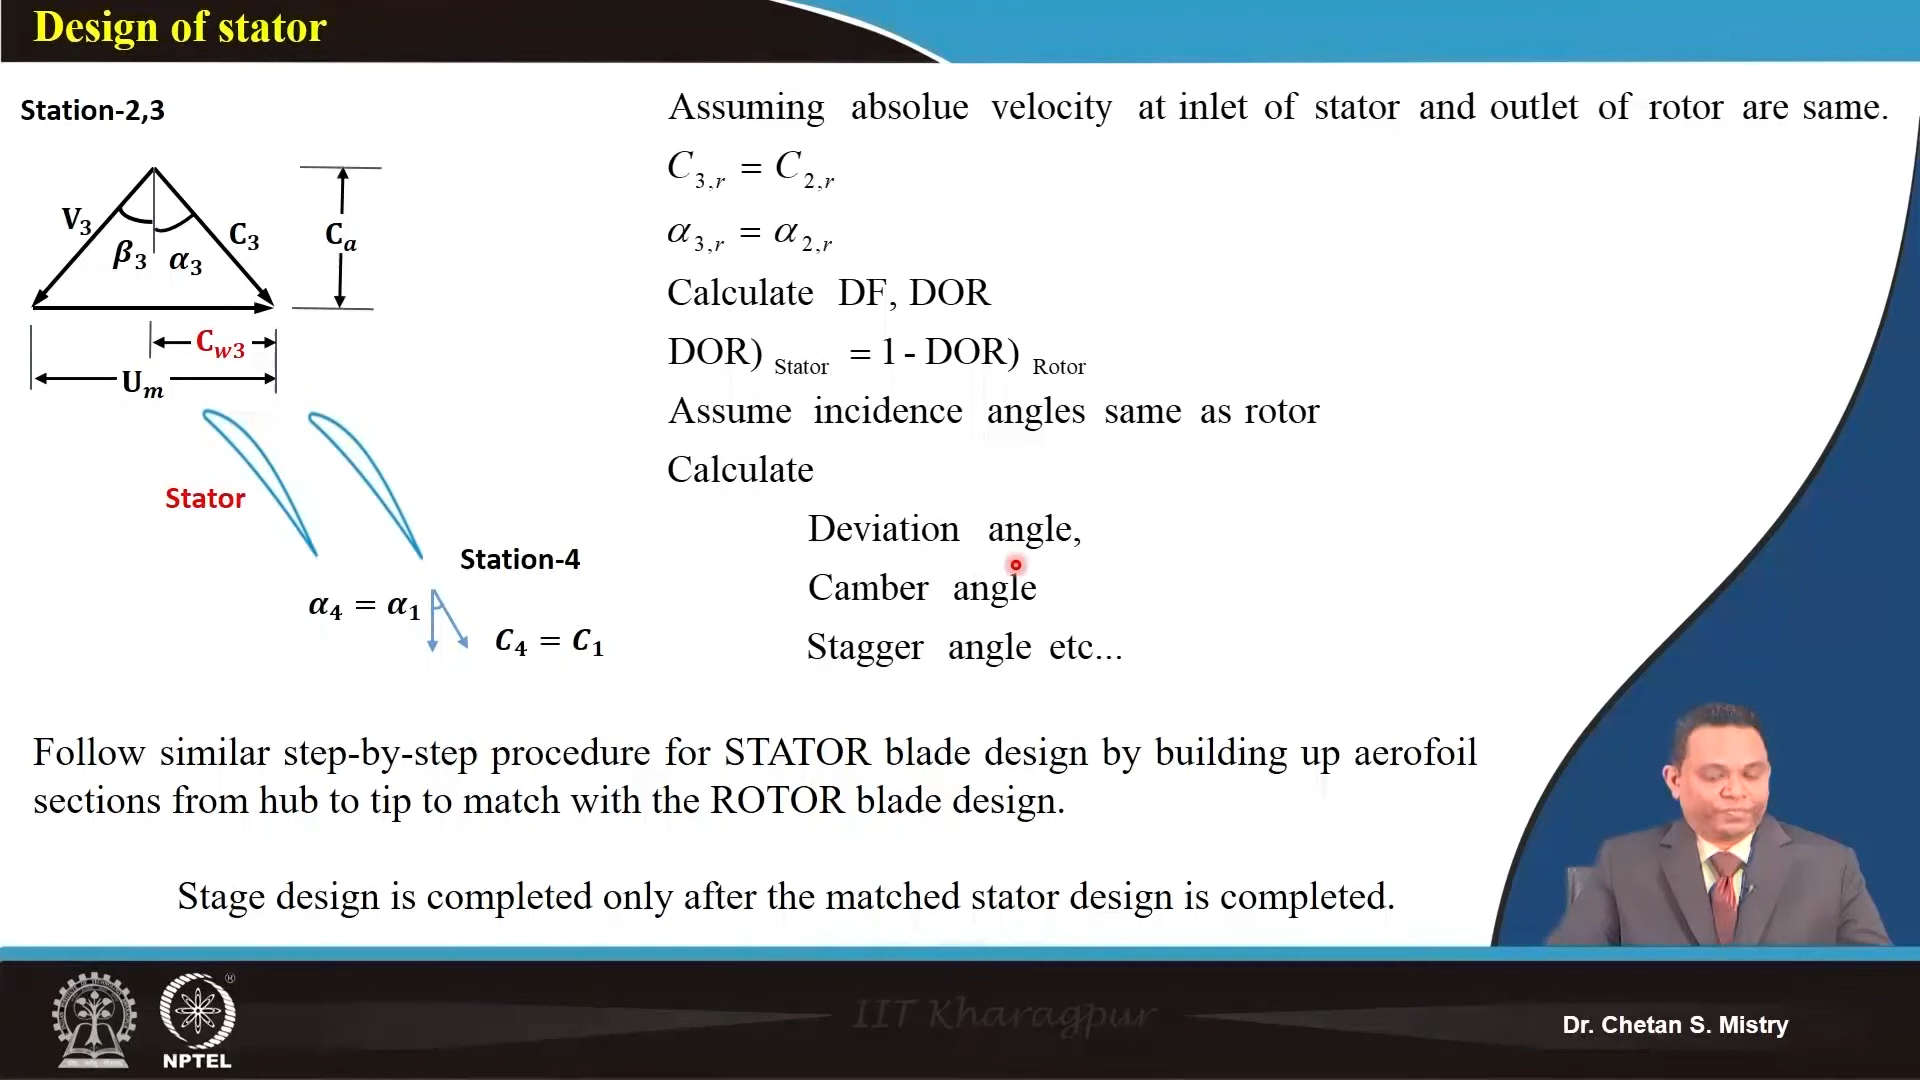 Design of stator
Station-2,3
V₃
β₃
α₃
C₃
Cₐ
C_w3
U_m
Stator
Station-4
α₄ = α₁
C₄ = C₁
Assuming absolue velocity at inlet of stator and outlet of rotor are same.
C₃,r = C₂,r
α₃,r = α₂,r
Calculate DF, DOR
DOR) Stator = 1 - DOR) Rotor
Assume incidence angles same as rotor
Calculate
Deviation angle,
Camber angle
Stagger angle etc...
Follow similar step-by-step procedure for STATOR blade design by building up aerofoil
sections from hub to tip to match with the ROTOR blade design.
Stage design is completed only after the matched stator design is completed.
NPTEL
®
IIT Kharagpur
Dr. Chetan S. Mistry